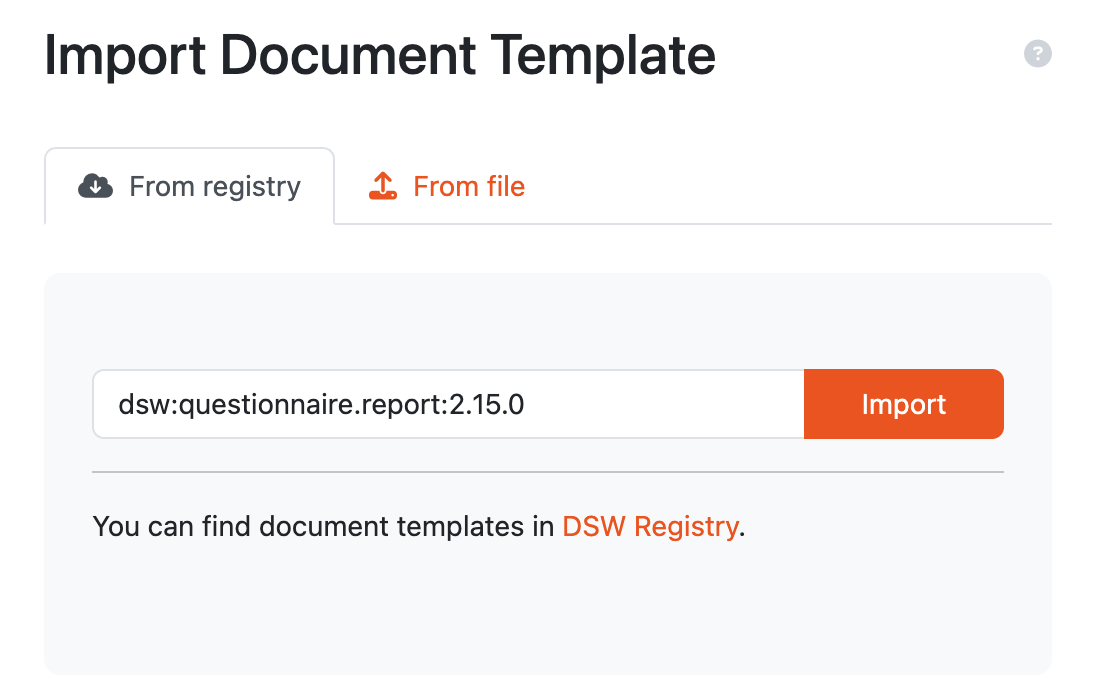 Import Document Template
?
From registry
From file
dsw:questionnaire.report:2.15.0
Import
You can find document templates in DSW Registry.